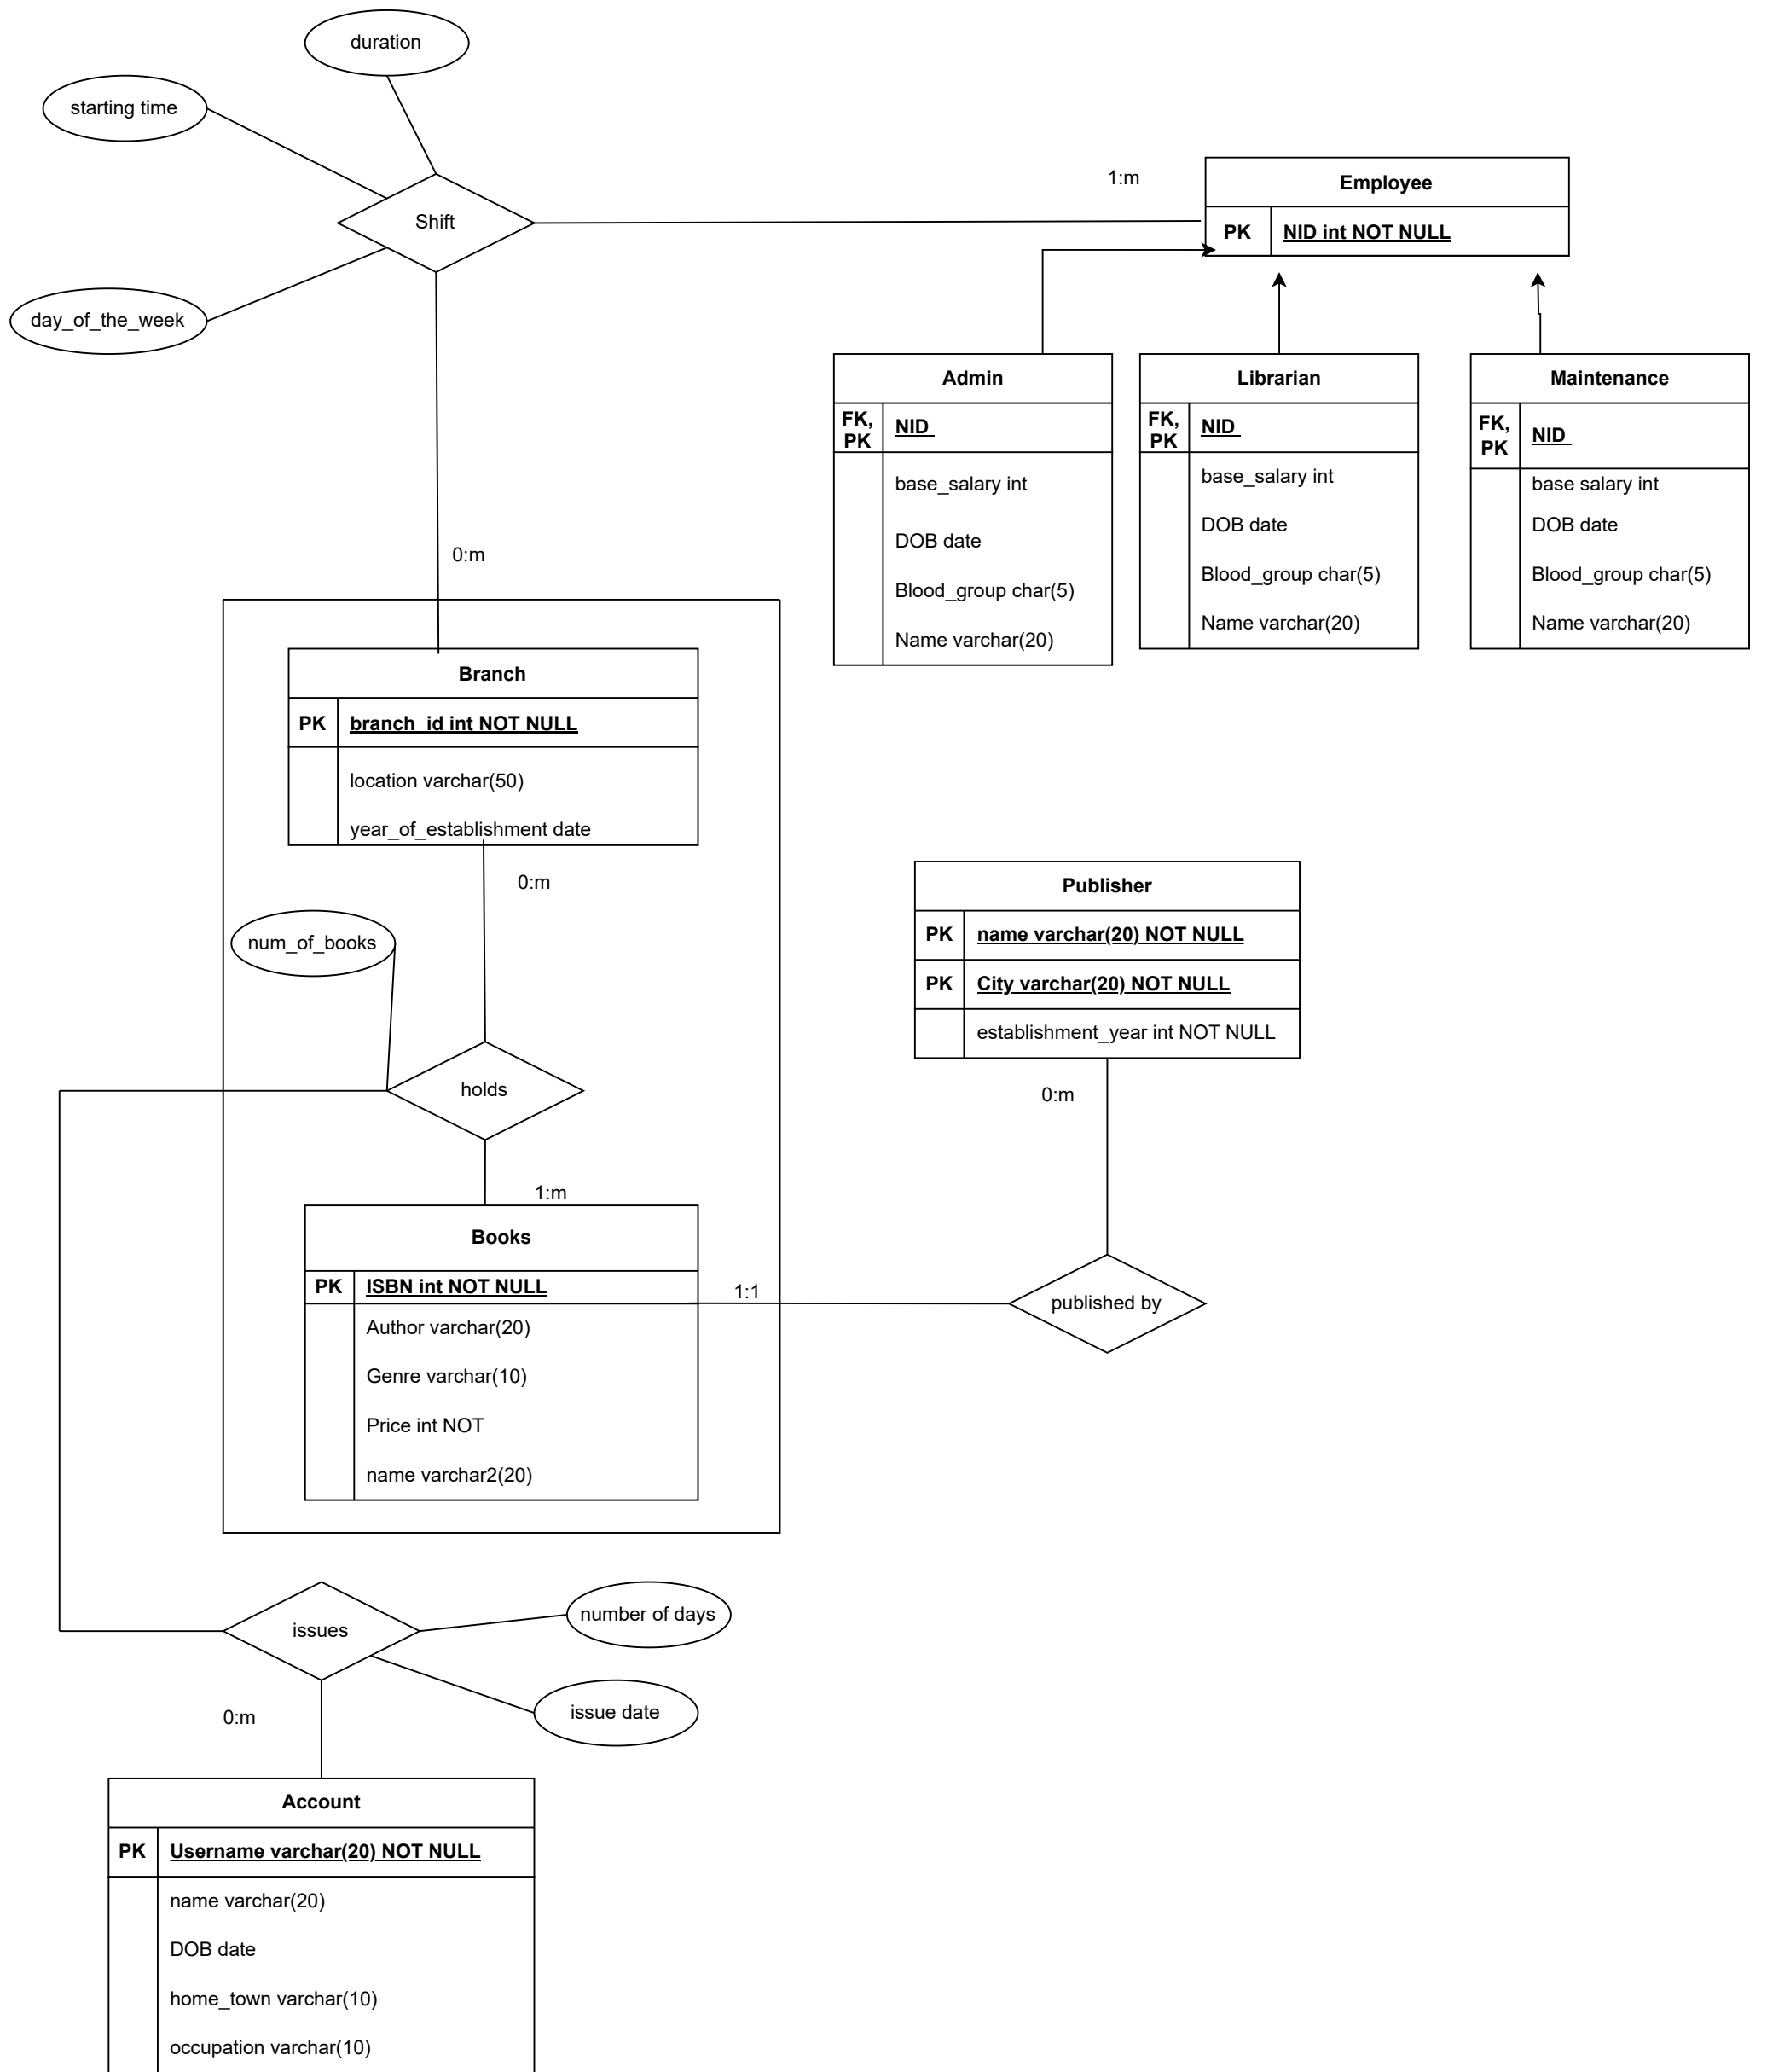 duration
starting time
Shift
day_of_the_week
1:m
Employee
PK NID int NOT NULL
Admin
FK,
PK
NID
base_salary int
DOB date
Blood_group char(5)
Name varchar(20)
Librarian
FK,
PK
NID
base_salary int
DOB date
Blood_group char(5)
Name varchar(20)
Maintenance
FK,
PK
NID
base salary int
DOB date
Blood_group char(5)
Name varchar(20)
0:m
Branch
PK branch_id int NOT NULL
location varchar(50)
year_of_establishment date
0:m
num_of_books
holds
1:m
Publisher
PK name varchar(20) NOT NULL
PK City varchar(20) NOT NULL
establishment_year int NOT NULL
0:m
published by
1:1
Books
PK ISBN int NOT NULL
Author varchar(20)
Genre varchar(10)
Price int NOT
name varchar2(20)
issues
number of days
issue date
0:m
Account
PK Username varchar(20) NOT NULL
name varchar(20)
DOB date
home_town varchar(10)
occupation varchar(10)